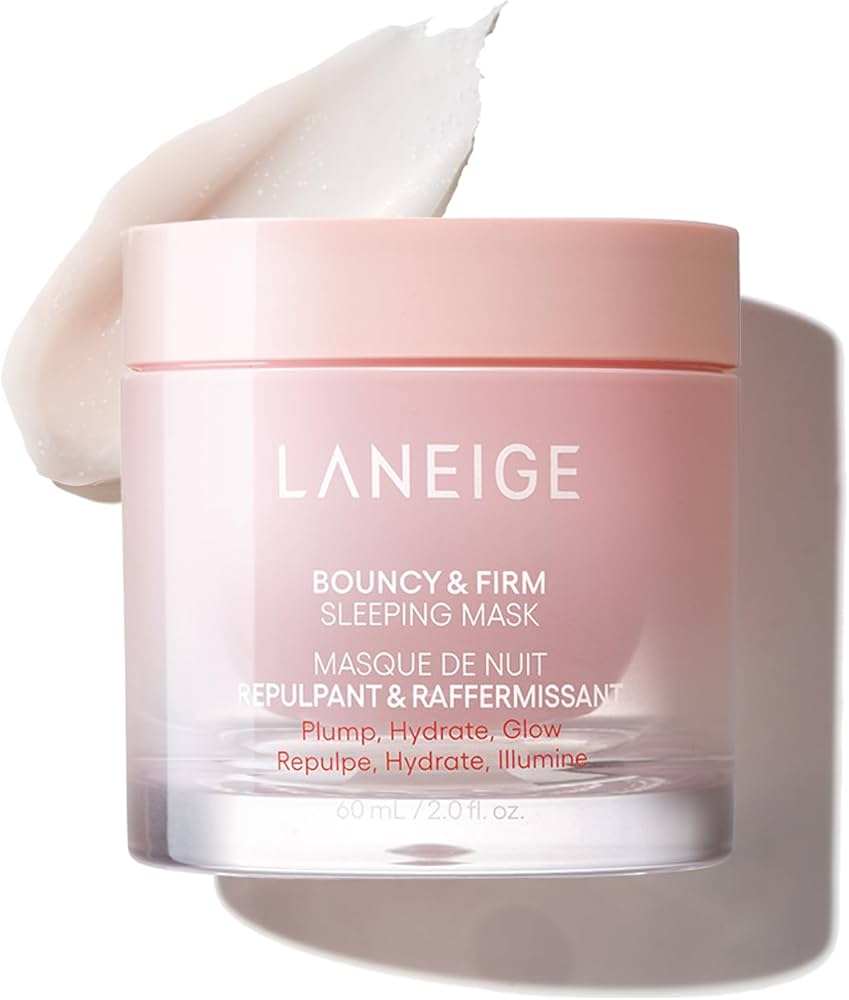 LANEIGE
BOUNCY & FIRM
SLEEPING MASK
MASQUE DE NUIT
REPULPANT & RAFFERMISSANT
Plump, Hydrate, Glow
Repulpe, Hydrate, Illumine
60 mL / 2.0 fl. oz.